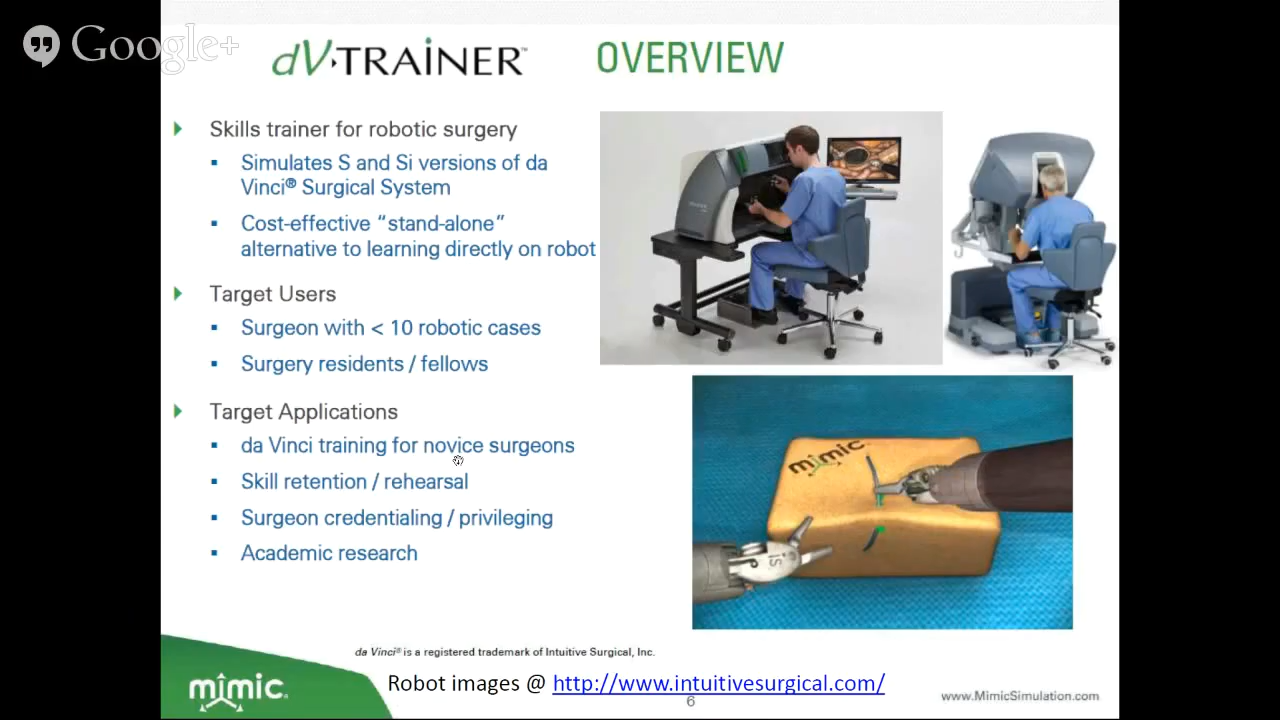 Google+
dV·TRAINER™
OVERVIEW
Skills trainer for robotic surgery
▪ Simulates S and Si versions of da
Vinci® Surgical System
▪ Cost-effective “stand-alone”
alternative to learning directly on robot
Target Users
▪ Surgeon with < 10 robotic cases
▪ Surgery residents / fellows
Target Applications
▪ da Vinci training for novice surgeons
▪ Skill retention / rehearsal
▪ Surgeon credentialing / privileging
▪ Academic research
mimic
IS
da Vinci® is a registered trademark of Intuitive Surgical, Inc.
mimic
Robot images @ http://www.intuitivesurgical.com/
6
www.MimicSimulation.com